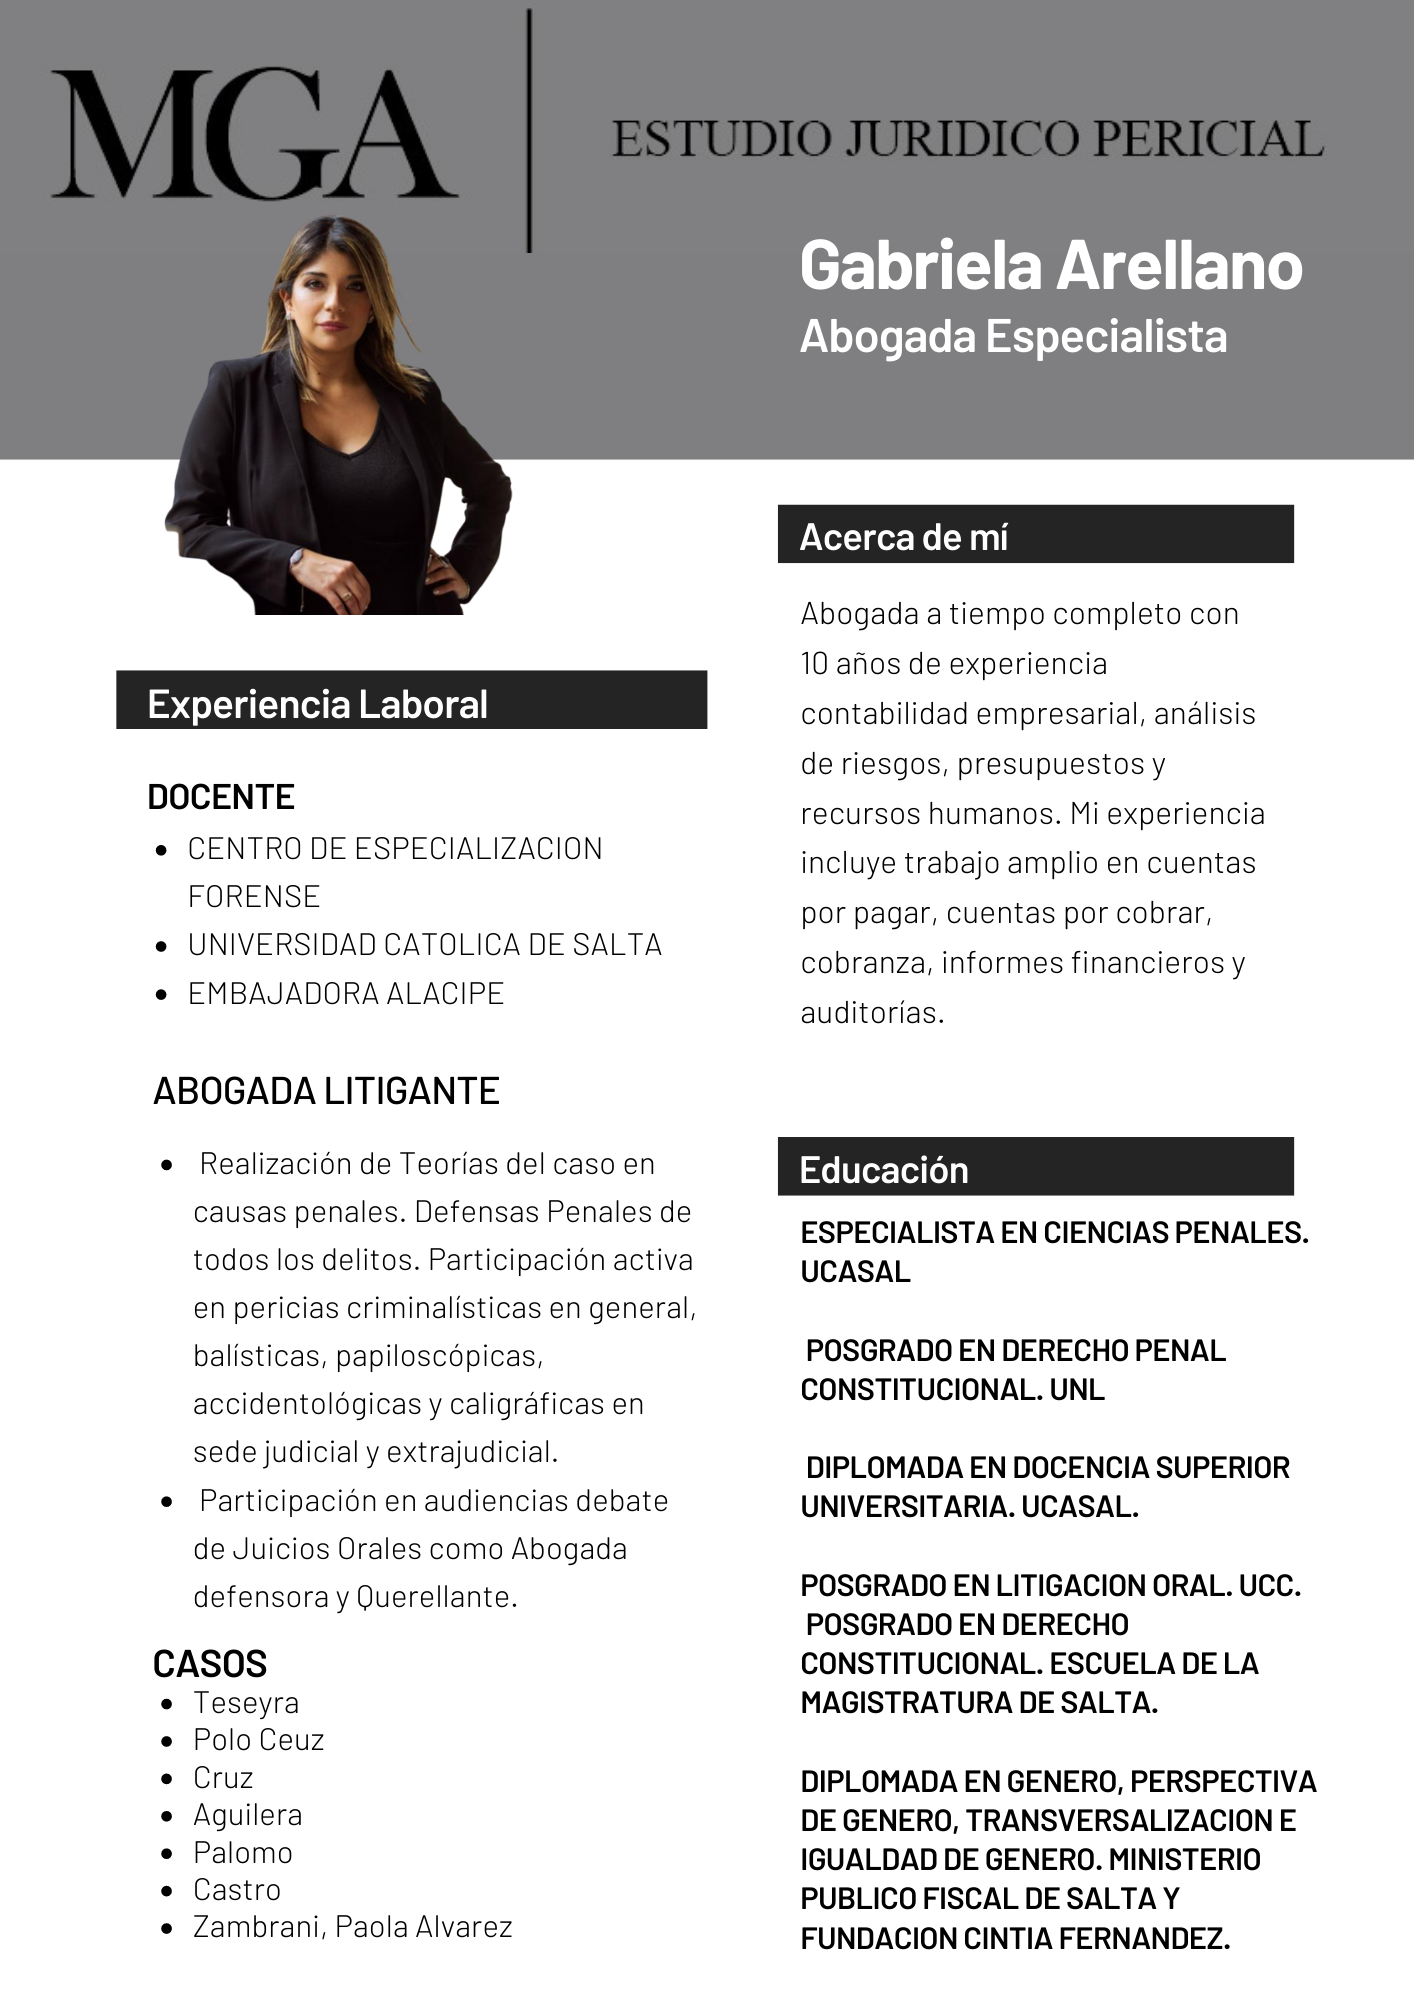 MGA
ESTUDIO JURIDICO PERICIAL
Gabriela Arellano
Abogada Especialista
Experiencia Laboral
DOCENTE
• CENTRO DE ESPECIALIZACION
FORENSE
• UNIVERSIDAD CATOLICA DE SALTA
• EMBAJADORA ALACIPE
ABOGADA LITIGANTE
• Realización de Teorías del caso en
causas penales. Defensas Penales de
todos los delitos. Participación activa
en pericias criminalísticas en general,
balísticas, papiloscópicas,
accidentológicas y caligráficas en
sede judicial y extrajudicial.
• Participación en audiencias debate
de Juicios Orales como Abogada
defensora y Querellante.
CASOS
• Teseyra
• Polo Ceuz
• Cruz
• Aguilera
• Palomo
• Castro
• Zambrani, Paola Alvarez
Acerca de mí
Abogada a tiempo completo con
10 años de experiencia
contabilidad empresarial, análisis
de riesgos, presupuestos y
recursos humanos. Mi experiencia
incluye trabajo amplio en cuentas
por pagar, cuentas por cobrar,
cobranza, informes financieros y
auditorías.
Educación
ESPECIALISTA EN CIENCIAS PENALES.
UCASAL
POSGRADO EN DERECHO PENAL
CONSTITUCIONAL. UNL
DIPLOMADA EN DOCENCIA SUPERIOR
UNIVERSITARIA. UCASAL.
POSGRADO EN LITIGACION ORAL. UCC.
POSGRADO EN DERECHO
CONSTITUCIONAL. ESCUELA DE LA
MAGISTRATURA DE SALTA.
DIPLOMADA EN GENERO, PERSPECTIVA
DE GENERO, TRANSVERSALIZACION E
IGUALDAD DE GENERO. MINISTERIO
PUBLICO FISCAL DE SALTA Y
FUNDACION CINTIA FERNANDEZ.